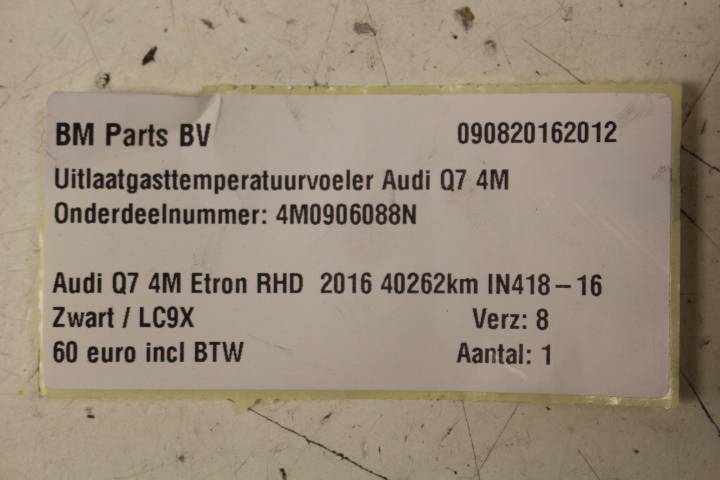 BM Parts BV 090820162012
Uitlaatgasttemperatuurvoeler Audi Q7 4M
Onderdeelnummer: 4M0906088N
Audi Q7 4M Etron RHD 2016 40262km IN418-16
Zwart / LC9X Verz: 8
60 euro incl BTW Aantal: 1